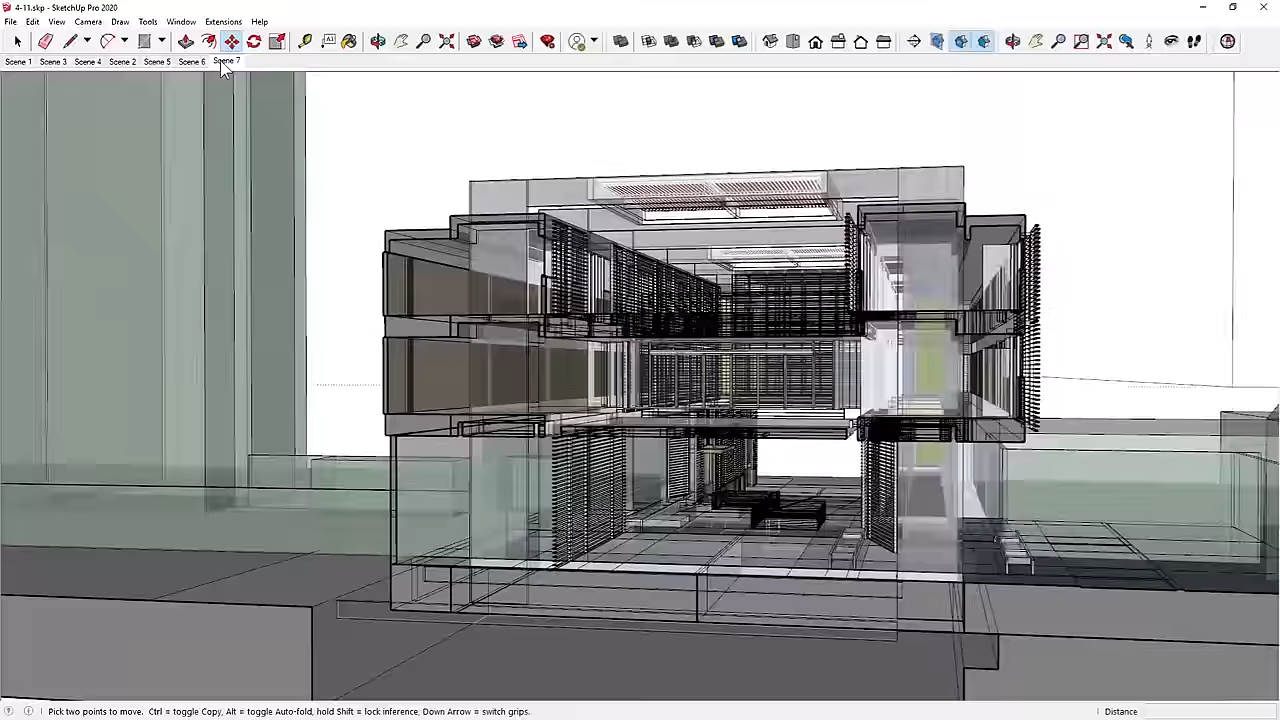 4-11.skp - SketchUp Pro 2020
File Edit View Camera Draw Tools Window Extensions Help
Scene 1 Scene 3 Scene 4 Scene 2 Scene 5 Scene 6 Scene 7
Pick two points to move. Ctrl = toggle Copy, Alt = toggle Auto-fold, hold Shift = lock inference, Down Arrow = switch grips. Distance